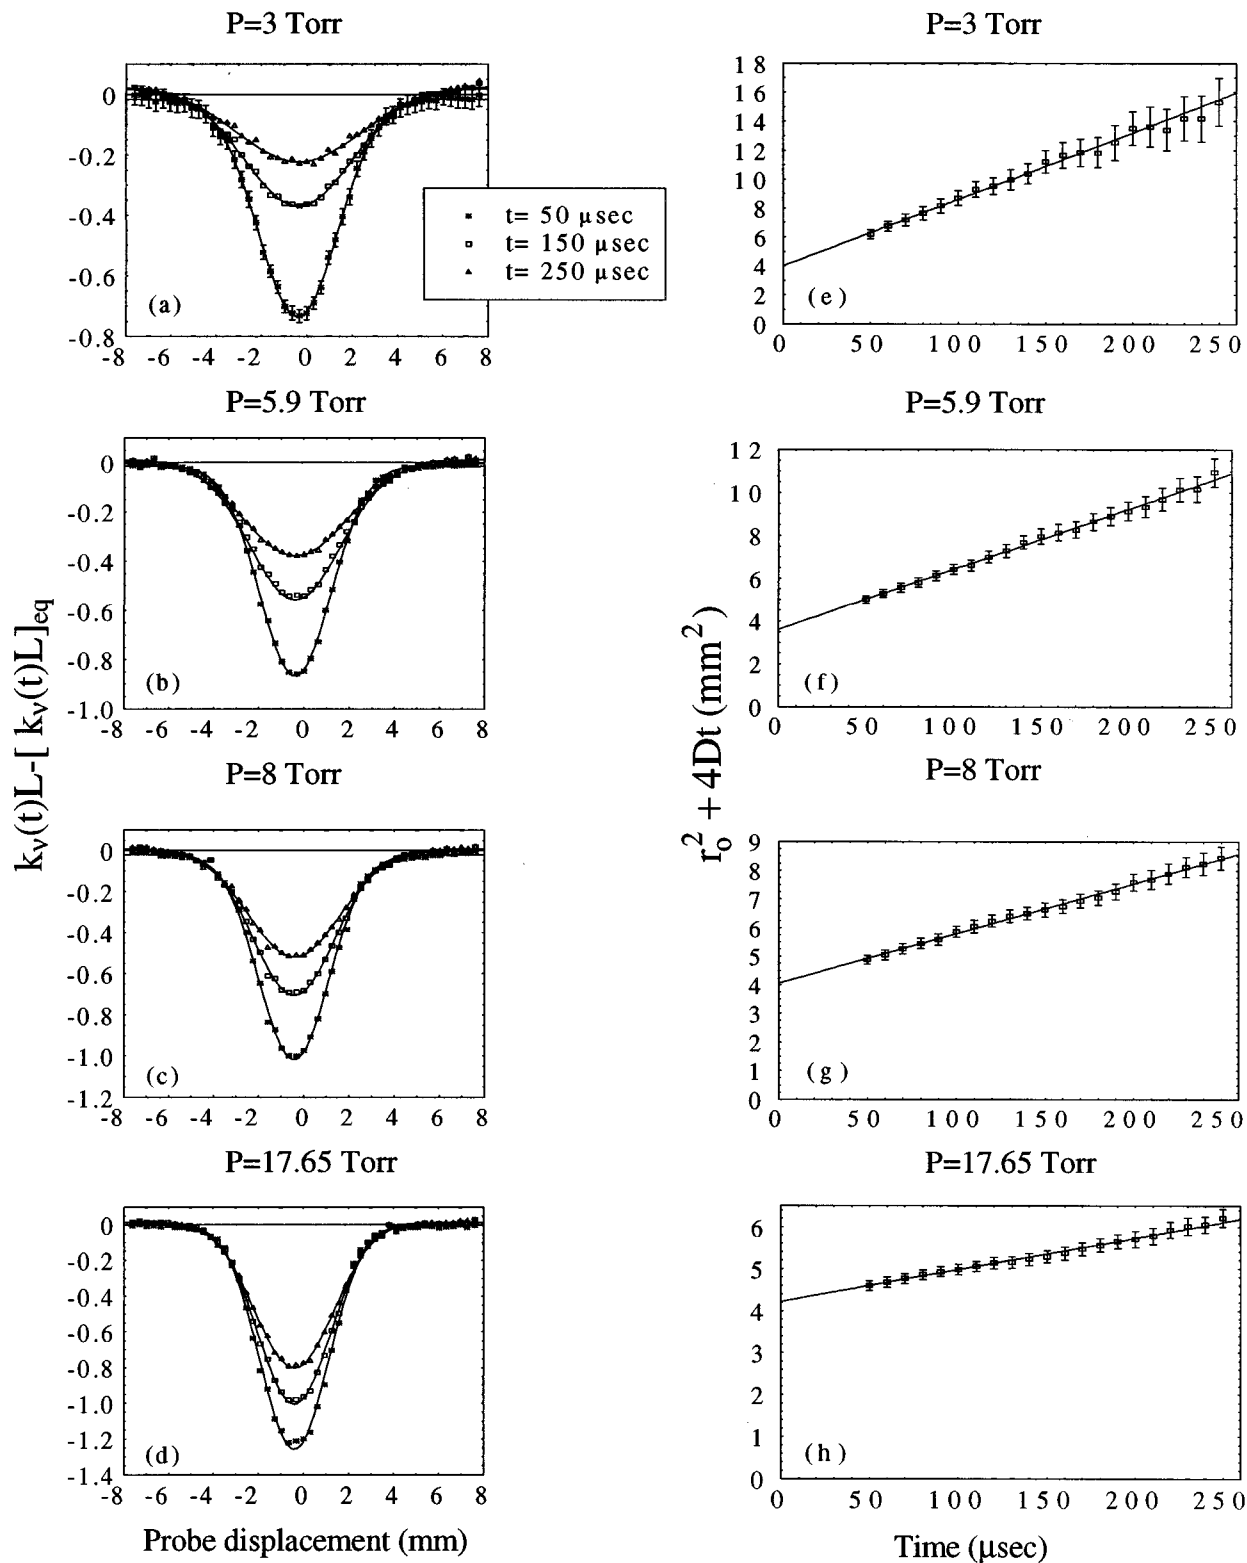 P=3 Torr
0
-0.2
-0.4
-0.6
-0.8
(a)
-8 -6 -4 -2 0 2 4 6 8
t= 50 μsec
t= 150 μsec
t= 250 μsec
P=5.9 Torr
0
-0.2
-0.4
-0.6
-0.8
-1.0
(b)
-8 -6 -4 -2 0 2 4 6 8
P=8 Torr
0
-0.2
-0.4
-0.6
-0.8
-1.0
-1.2
(c)
-8 -6 -4 -2 0 2 4 6 8
P=17.65 Torr
0
-0.2
-0.4
-0.6
-0.8
-1.0
-1.2
-1.4
(d)
-8 -6 -4 -2 0 2 4 6 8
k_ν(t)L-[ k_ν(t)L]_eq
Probe displacement (mm)
P=3 Torr
18
16
14
12
10
8
6
4
2
0
(e)
50 100 150 200 250
P=5.9 Torr
12
10
8
6
4
2
0
(f)
50 100 150 200 250
P=8 Torr
9
8
7
6
5
4
3
2
1
0
(g)
50 100 150 200 250
P=17.65 Torr
6
5
4
3
2
1
0
(h)
0 50 100 150 200 250
r_o^2 + 4Dt (mm^2)
Time (μsec)